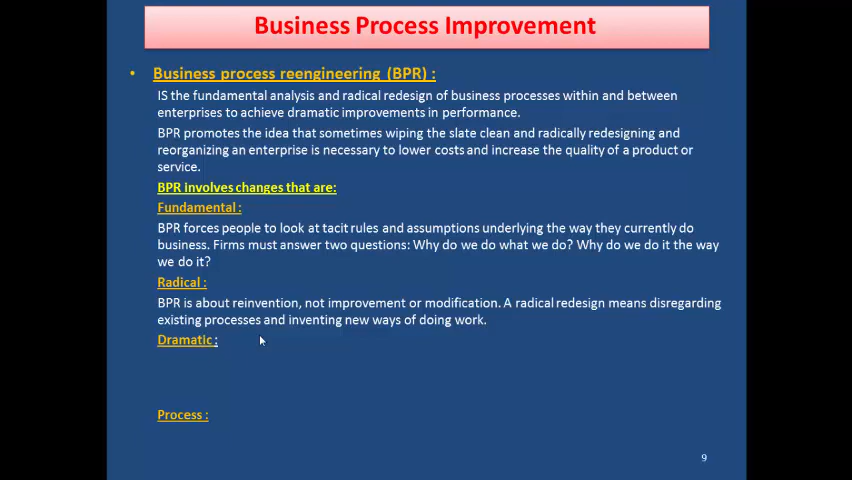 Business Process Improvement
• Business process reengineering (BPR) :
IS the fundamental analysis and radical redesign of business processes within and between
enterprises to achieve dramatic improvements in performance.
BPR promotes the idea that sometimes wiping the slate clean and radically redesigning and
reorganizing an enterprise is necessary to lower costs and increase the quality of a product or
service.
BPR involves changes that are:
Fundamental :
BPR forces people to look at tacit rules and assumptions underlying the way they currently do
business. Firms must answer two questions: Why do we do what we do? Why do we do it the way
we do it?
Radical :
BPR is about reinvention, not improvement or modification. A radical redesign means disregarding
existing processes and inventing new ways of doing work.
Dramatic :
Process :
9